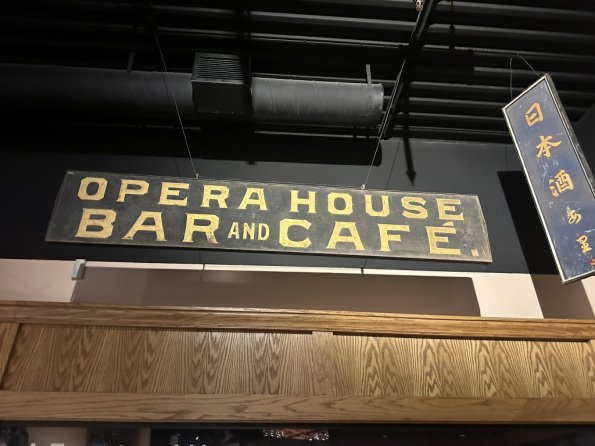 OPERA HOUSE
BAR AND CAFÉ.
日本酒